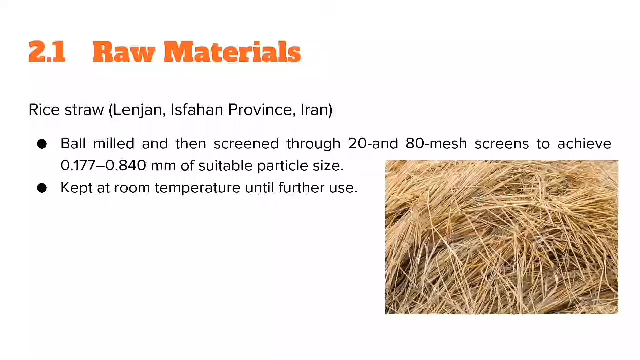 2.1 Raw Materials
Rice straw (Lenjan, Isfahan Province, Iran)
● Ball milled and then screened through 20-and 80-mesh screens to achieve
0.177–0.840 mm of suitable particle size.
● Kept at room temperature until further use.